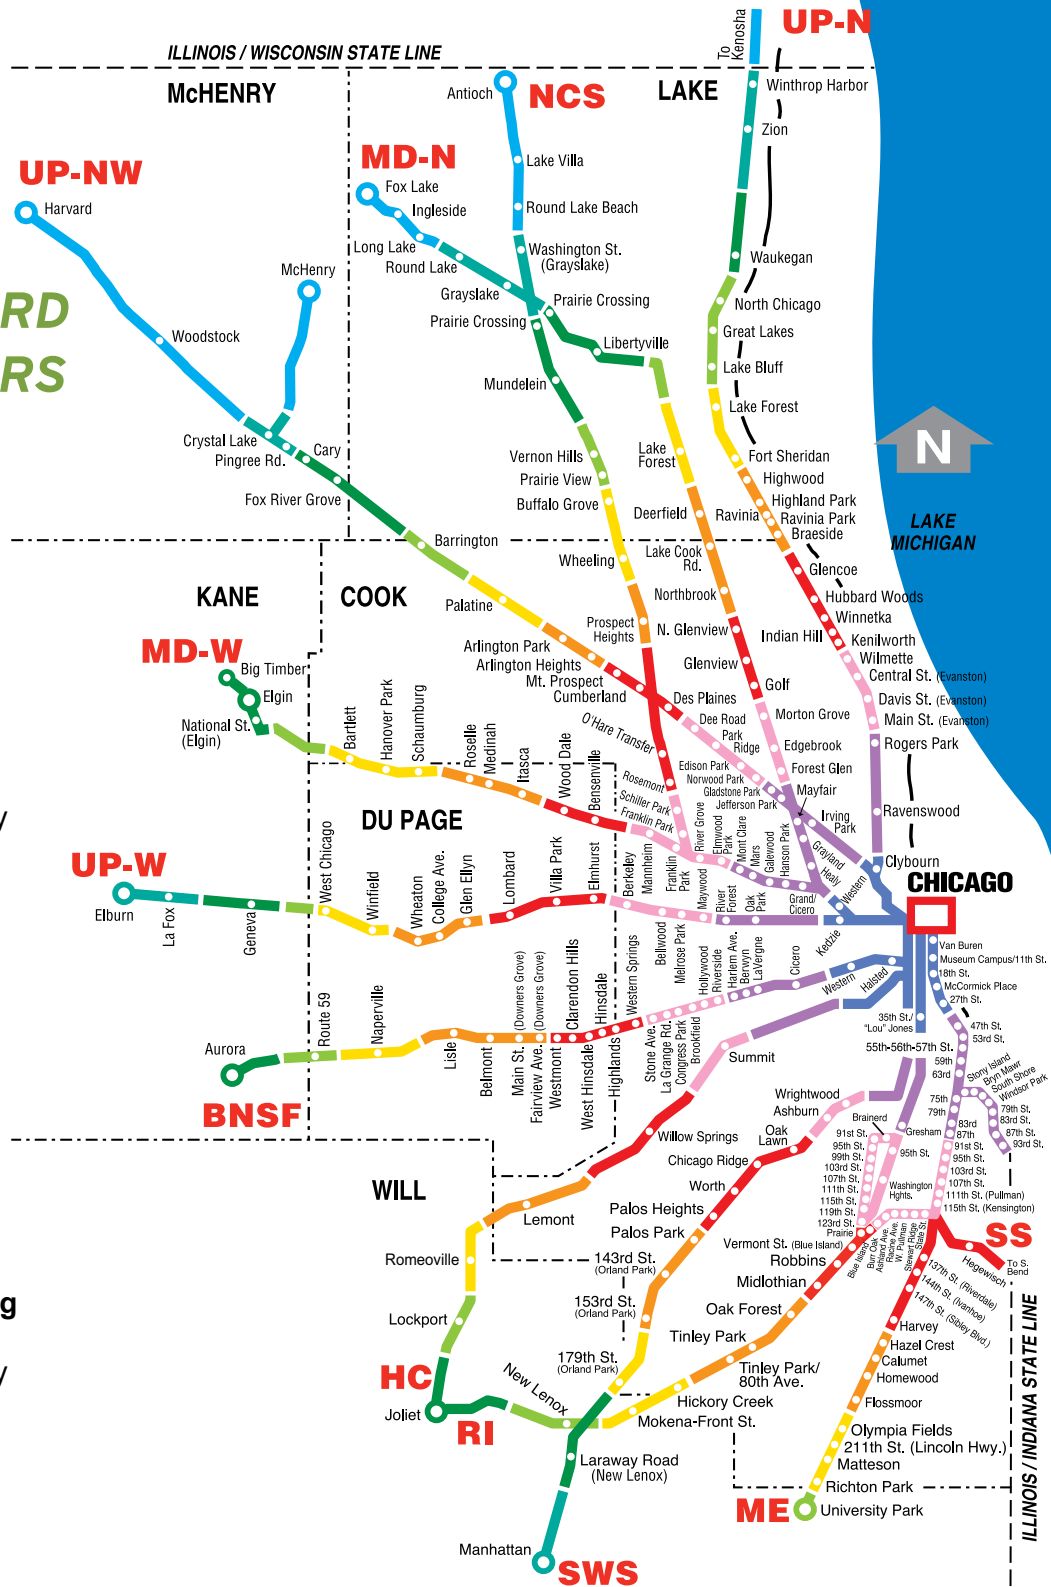 UP-N
ILLINOIS / WISCONSIN STATE LINE
To
Kenosha
McHENRY
LAKE
Antioch
NCS
Winthrop Harbor
Zion
MD-N
UP-NW
Lake Villa
Fox Lake
Harvard
Ingleside
Round Lake Beach
Long Lake
Washington St.
(Grayslake)
Waukegan
Round Lake
McHenry
Grayslake
Prairie Crossing
North Chicago
RD
Prairie Crossing
Great Lakes
Woodstock
Libertyville
RS
Mundelein
Lake Bluff
Lake Forest
Crystal Lake
Pingree Rd.
Cary
Vernon Hills
Lake
Forest
Fort Sheridan
Prairie View
Highwood
Fox River Grove
Buffalo Grove
Highland Park
Deerfield
Ravinia
Ravinia Park
Braeside
N
LAKE
MICHIGAN
Barrington
Wheeling
Lake Cook
Rd.
Glencoe
KANE
COOK
Palatine
Northbrook
Hubbard Woods
Winnetka
Prospect
Heights
N. Glenview
Indian Hill
Kenilworth
MD-W
Arlington Park
Wilmette
Big Timber
Arlington Heights
Glenview
Central St. (Evanston)
Mt. Prospect
Golf
Elgin
Cumberland
Des Plaines
Davis St. (Evanston)
National St.
(Elgin)
Bartlett
Hanover Park
Schaumburg
O'Hare Transfer
Dee Road
Morton Grove
Main St. (Evanston)
Park
Ridge
Edgebrook
Rogers Park
Roselle
Medinah
Itasca
Wood Dale
Bensenville
Rosemont
Edison Park
Norwood Park
Gladstone Park
Jefferson Park
Forest Glen
Mayfair
Schiller Park
Franklin Park
Irving
Park
Ravenswood
/
DU PAGE
River Grove
Elmwood
Park
Mont Clare
Mars
Galewood
Hanson Park
Grayland
Healy
Clybourn
UP-W
West Chicago
Winfield
Wheaton
College Ave.
Glen Ellyn
Lombard
Villa Park
Elmhurst
Berkeley
Mannheim
Franklin
Park
Maywood
River
Forest
Oak
Park
Grand/
Cicero
Western
CHICAGO
Elburn
La Fox
Geneva
Kedzie
Bellwood
Melrose Park
Van Buren
Museum Campus/11th St.
18th St.
McCormick Place
27th St.
Route 59
Naperville
Lisle
Belmont
Main St. (Downers Grove)
Fairview Ave. (Downers Grove)
Westmont
Clarendon Hills
West Hinsdale
Hinsdale
Highlands
Western Springs
Stone Ave.
La Grange Rd.
Congress Park
Brookfield
Hollywood
Riverside
Harlem Ave.
Berwyn
LaVergne
Cicero
Western
Halsted
35th St./
"Lou" Jones
47th St.
53rd St.
Aurora
BNSF
Summit
55th-56th-57th St.
59th
63rd
Stony Island
Bryn Mawr
South Shore
Windsor Park
75th
79th
79th St.
83rd St.
87th St.
93rd St.
83rd
87th
Wrightwood
Ashburn
Brainerd
Gresham
Willow Springs
Oak
Lawn
91st St.
95th St.
99th St.
103rd St.
107th St.
111th St.
115th St.
119th St.
123rd St.
Prairie
95th St.
Washington
Hghts.
91st St.
95th St.
103rd St.
107th St.
111th St. (Pullman)
115th St. (Kensington)
Chicago Ridge
WILL
Worth
Lemont
Palos Heights
Palos Park
Vermont St. (Blue Island)
Blue Island
Burr Oak
Ashland Ave.
Racine Ave.
W. Pullman
Stewart Ridge
State St.
SS
Hegewisch
To S.
Bend
Romeoville
143rd St.
(Orland Park)
Robbins
Midlothian
137th St. (Riverdale)
144th St. (Ivanhoe)
147th St. (Sibley Blvd.)
g
Lockport
153rd St.
(Orland Park)
Oak Forest
Harvey
Tinley Park
Hazel Crest
179th St.
(Orland Park)
Tinley Park/
80th Ave.
Calumet
/
HC
New Lenox
Homewood
Hickory Creek
Flossmoor
Joliet
RI
Mokena-Front St.
Olympia Fields
211th St. (Lincoln Hwy.)
Laraway Road
(New Lenox)
Matteson
Richton Park
ME
University Park
ILLINOIS / INDIANA STATE LINE
Manhattan
SWS